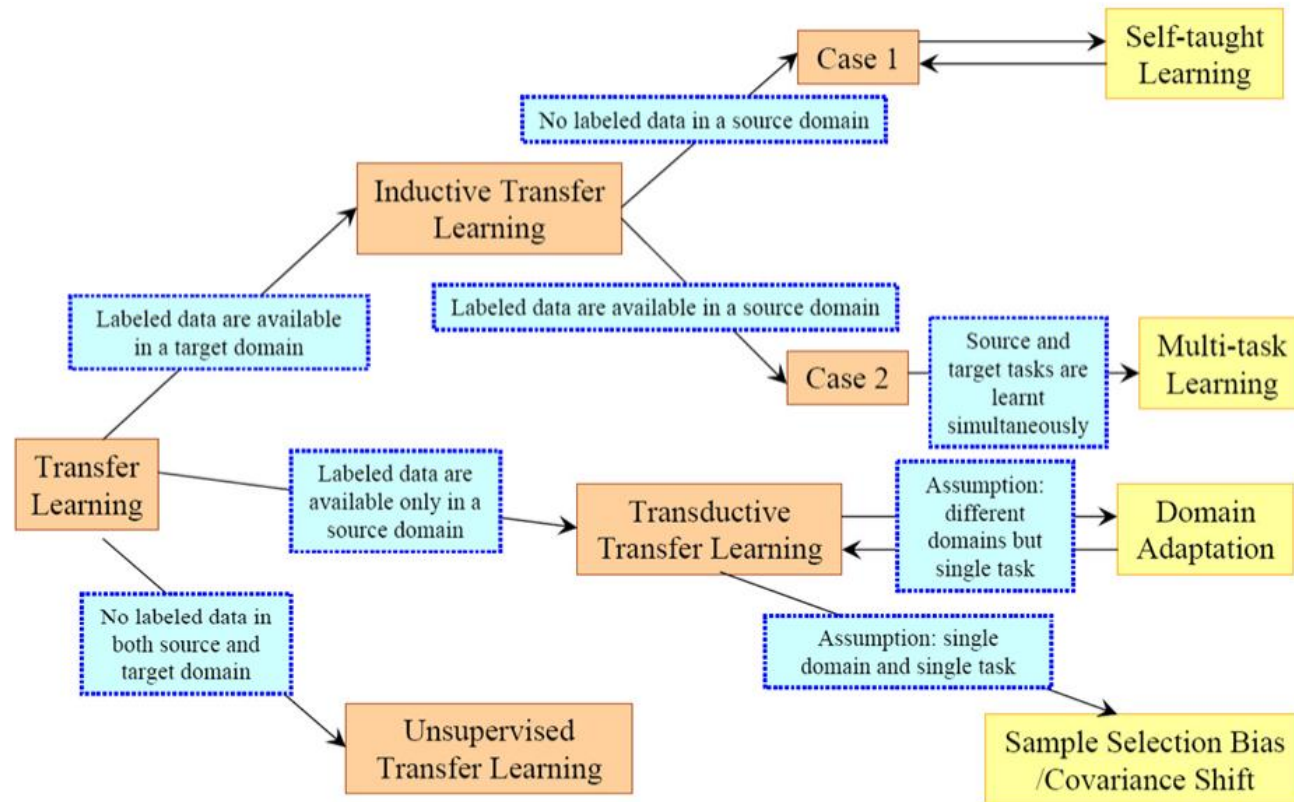 Self-taught
Learning
Case 1
No labeled data in a source domain
Inductive Transfer
Learning
Labeled data are available in a source domain
Labeled data are available
in a target domain
Case 2
Source and
target tasks are
learnt
simultaneously
Multi-task
Learning
Transfer
Learning
Labeled data are
available only in a
source domain
Transductive
Transfer Learning
Assumption:
different
domains but
single task
Domain
Adaptation
No labeled data in
both source and
target domain
Assumption: single
domain and single task
Unsupervised
Transfer Learning
Sample Selection Bias
/Covariance Shift